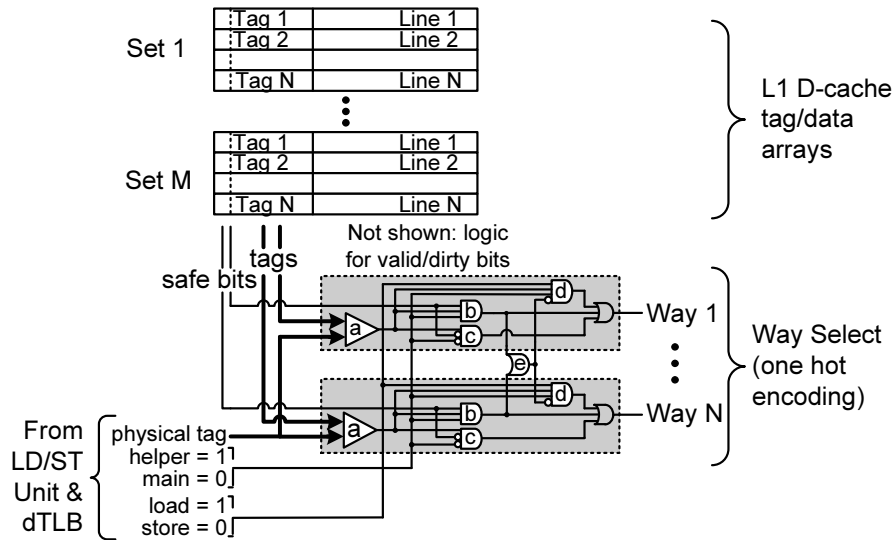 Set 1
Tag 1 Line 1
Tag 2 Line 2
Tag N Line N
Set M
Tag 1 Line 1
Tag 2 Line 2
Tag N Line N
L1 D-cache
tag/data
arrays
safe bits
tags
Not shown: logic
for valid/dirty bits
a
b
c
d
Way 1
e
a
b
c
d
Way N
Way Select
(one hot
encoding)
From
LD/ST
Unit &
dTLB
physical tag
helper = 1
main = 0
load = 1
store = 0